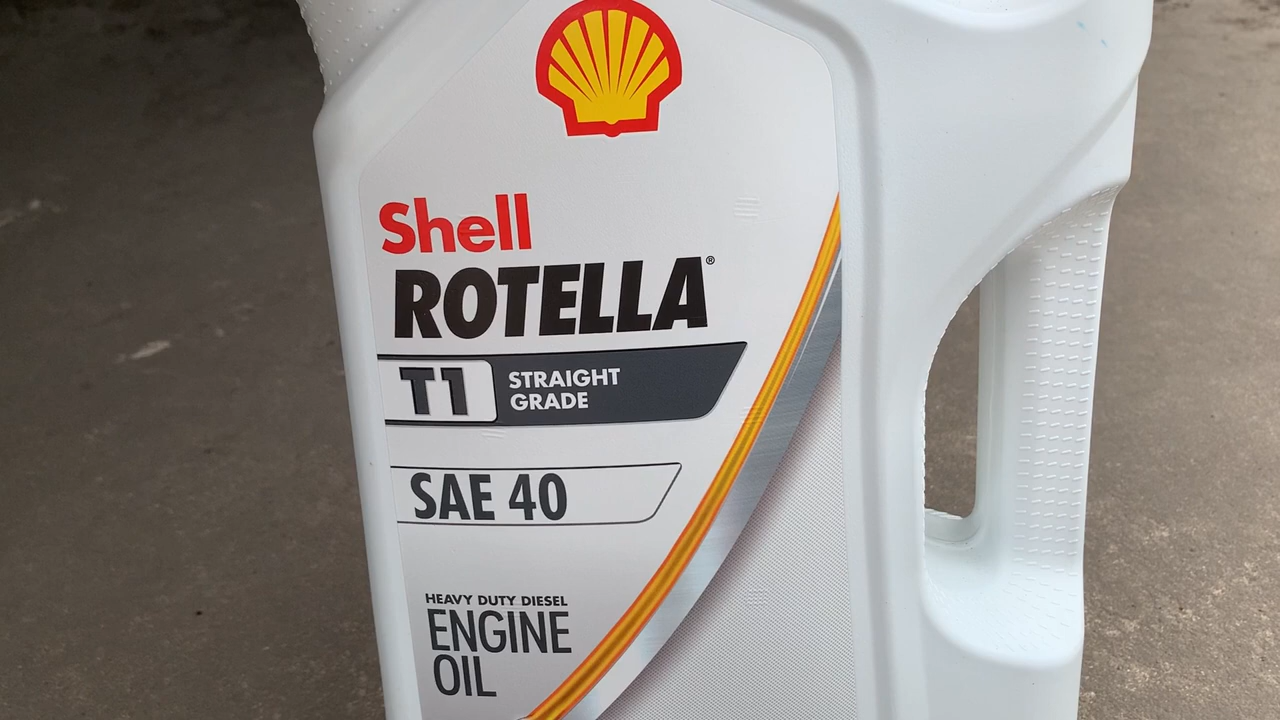 Shell
ROTELLA®
T1 STRAIGHT
GRADE
SAE 40
HEAVY DUTY DIESEL
ENGINE
OIL